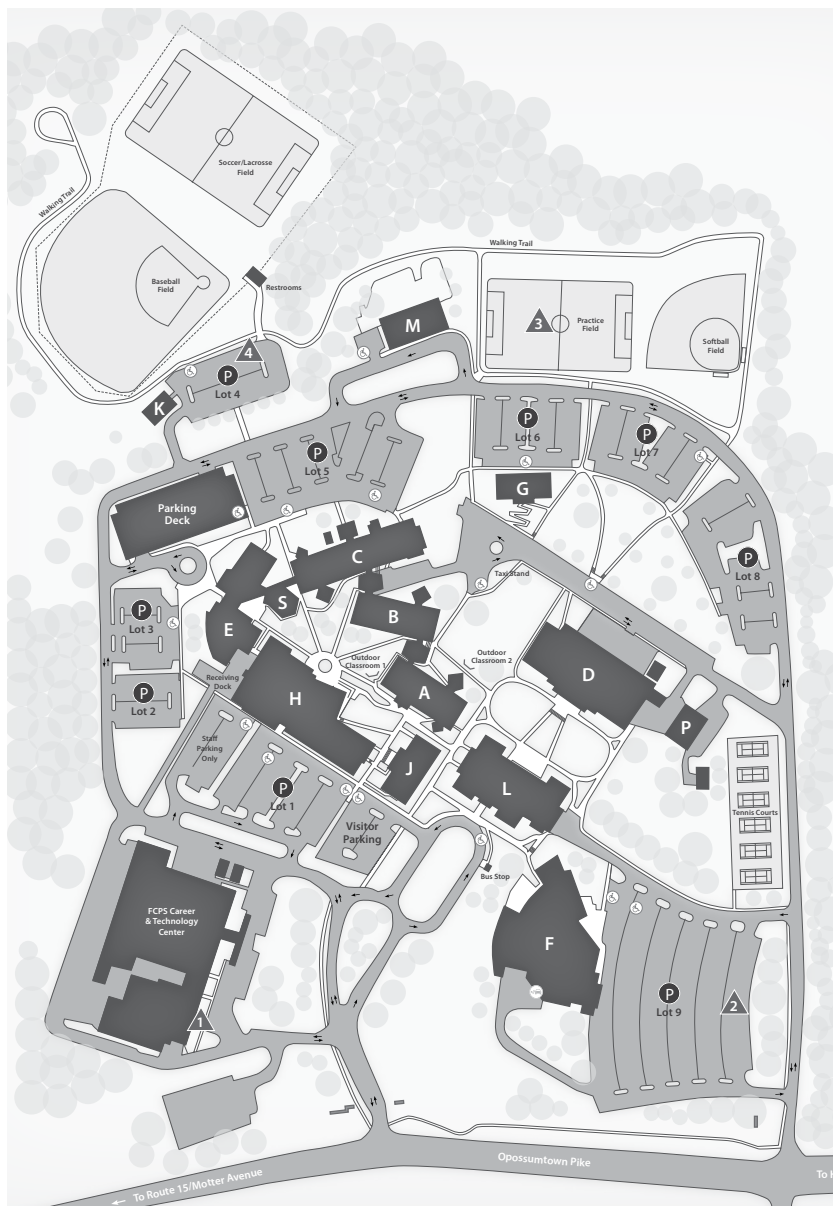 Soccer/Lacrosse
Field
Walking Trail
Walking Trail
Baseball
Field
Restrooms
M
3
Practice
Field
Softball
Field
4
P
Lot 4
K
P
Lot 5
P
Lot 6
P
Lot 7
G
Parking
Deck
C
Taxi Stand
P
Lot 8
S
B
P
Lot 3
E
Outdoor
Classroom 1
Outdoor
Classroom 2
D
Receiving
Dock
A
P
Lot 2
H
P
Staff
Parking
Only
J
L
P
Lot 1
Tennis Courts
Visitor
Parking
Bus Stop
FCPS Career
& Technology
Center
F
P
Lot 9
2
1
Opossumtown Pike
To Route 15/Motter Avenue
To H